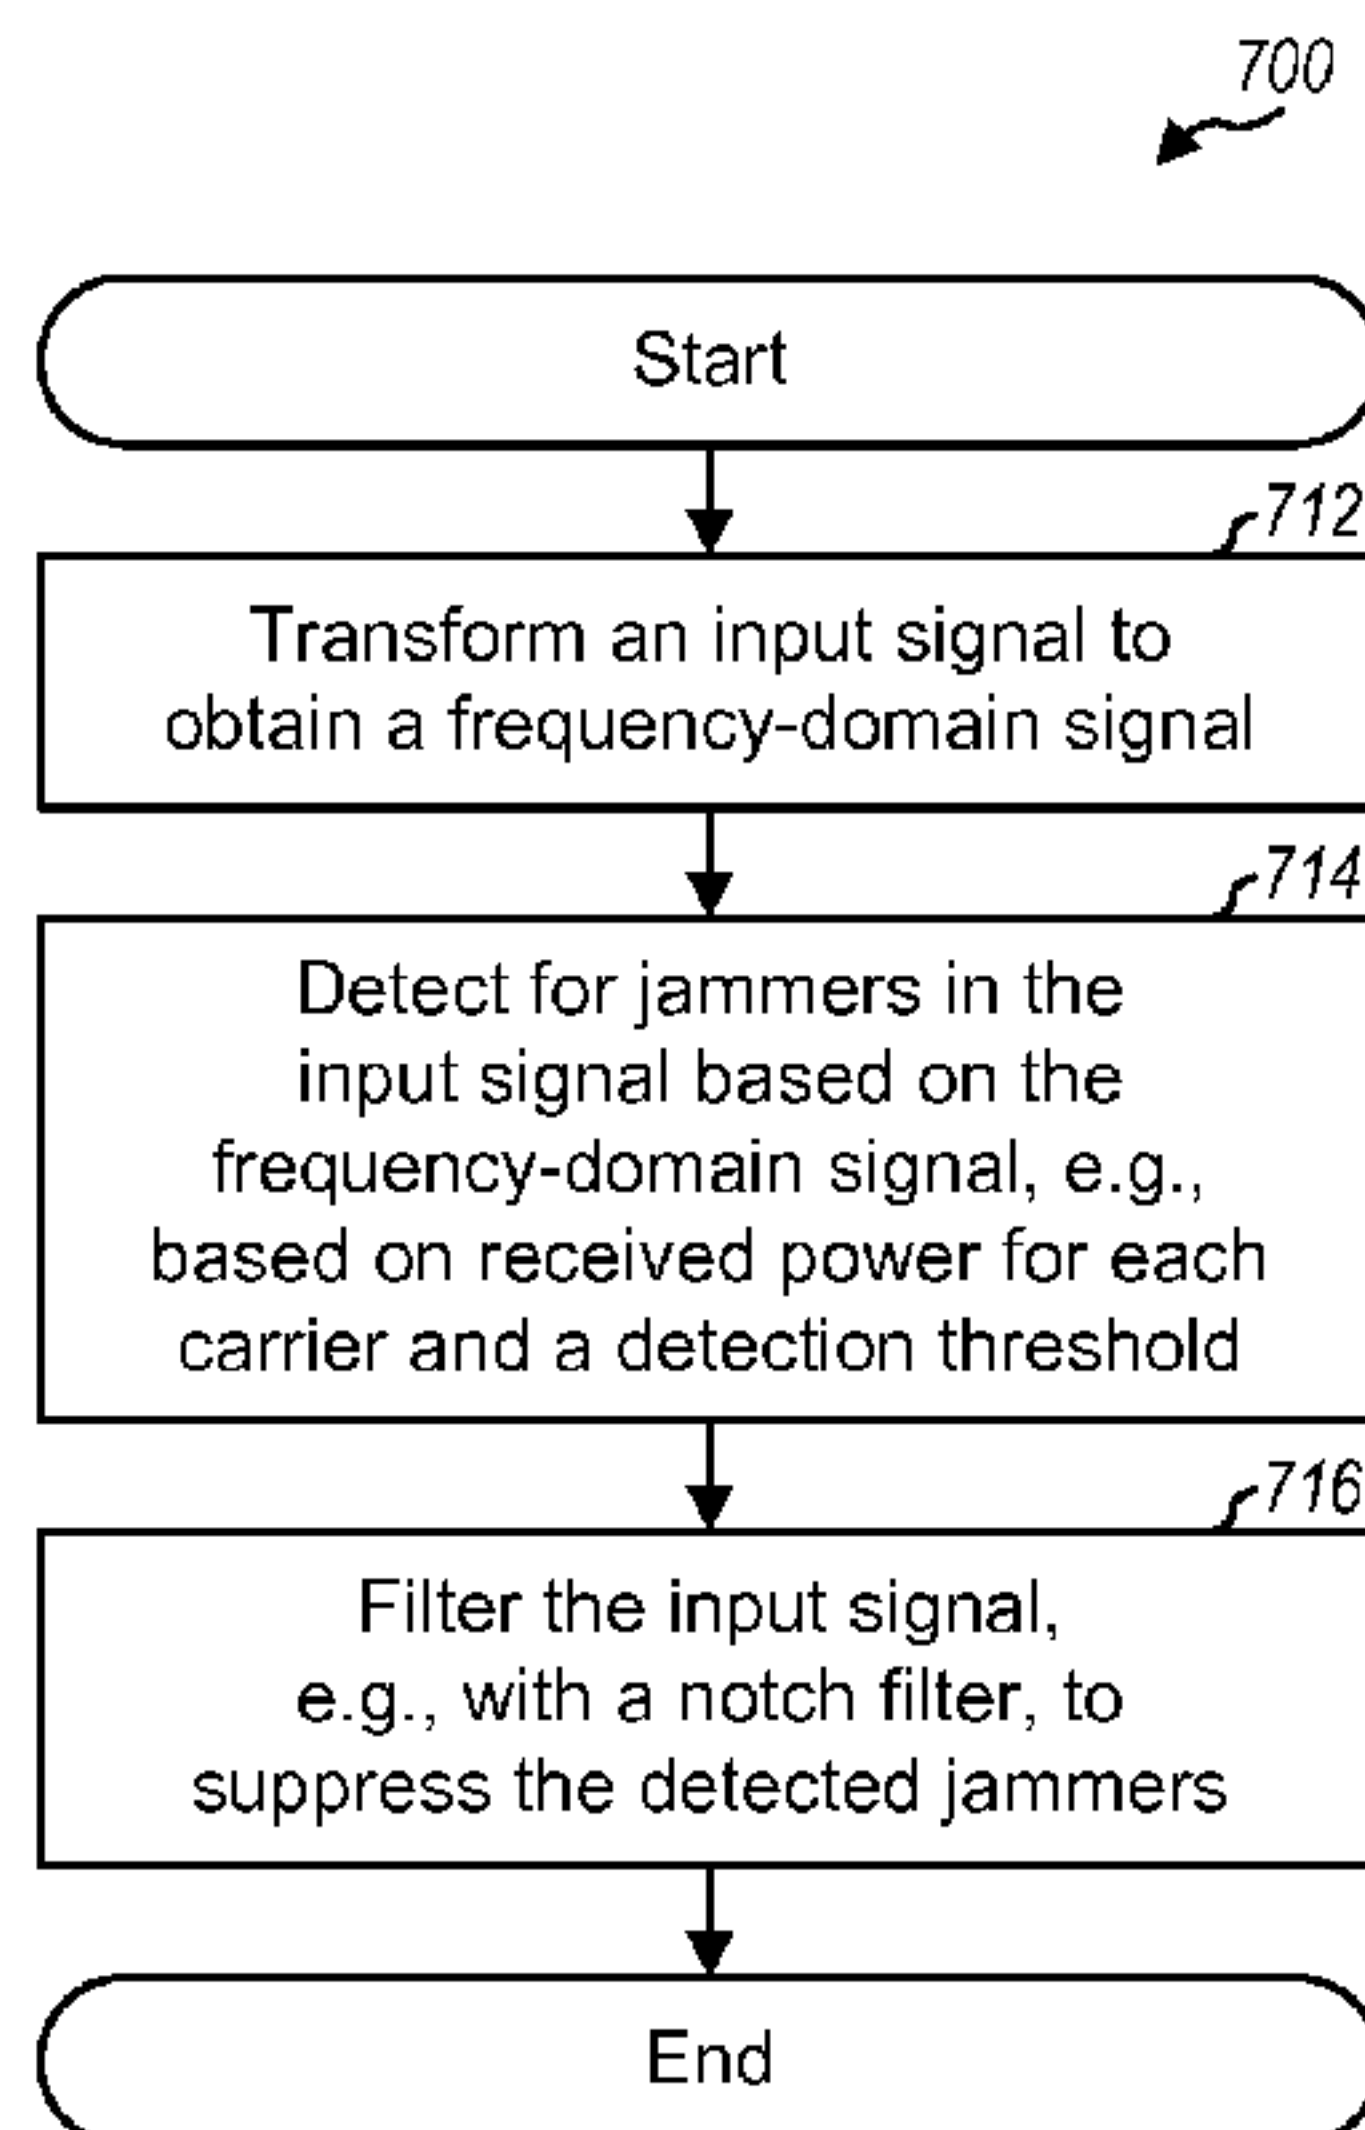 700
Start
712
Transform an input signal to
obtain a frequency-domain signal
714
Detect for jammers in the
input signal based on the
frequency-domain signal, e.g.,
based on received power for each
carrier and a detection threshold
716
Filter the input signal,
e.g., with a notch filter, to
suppress the detected jammers
End